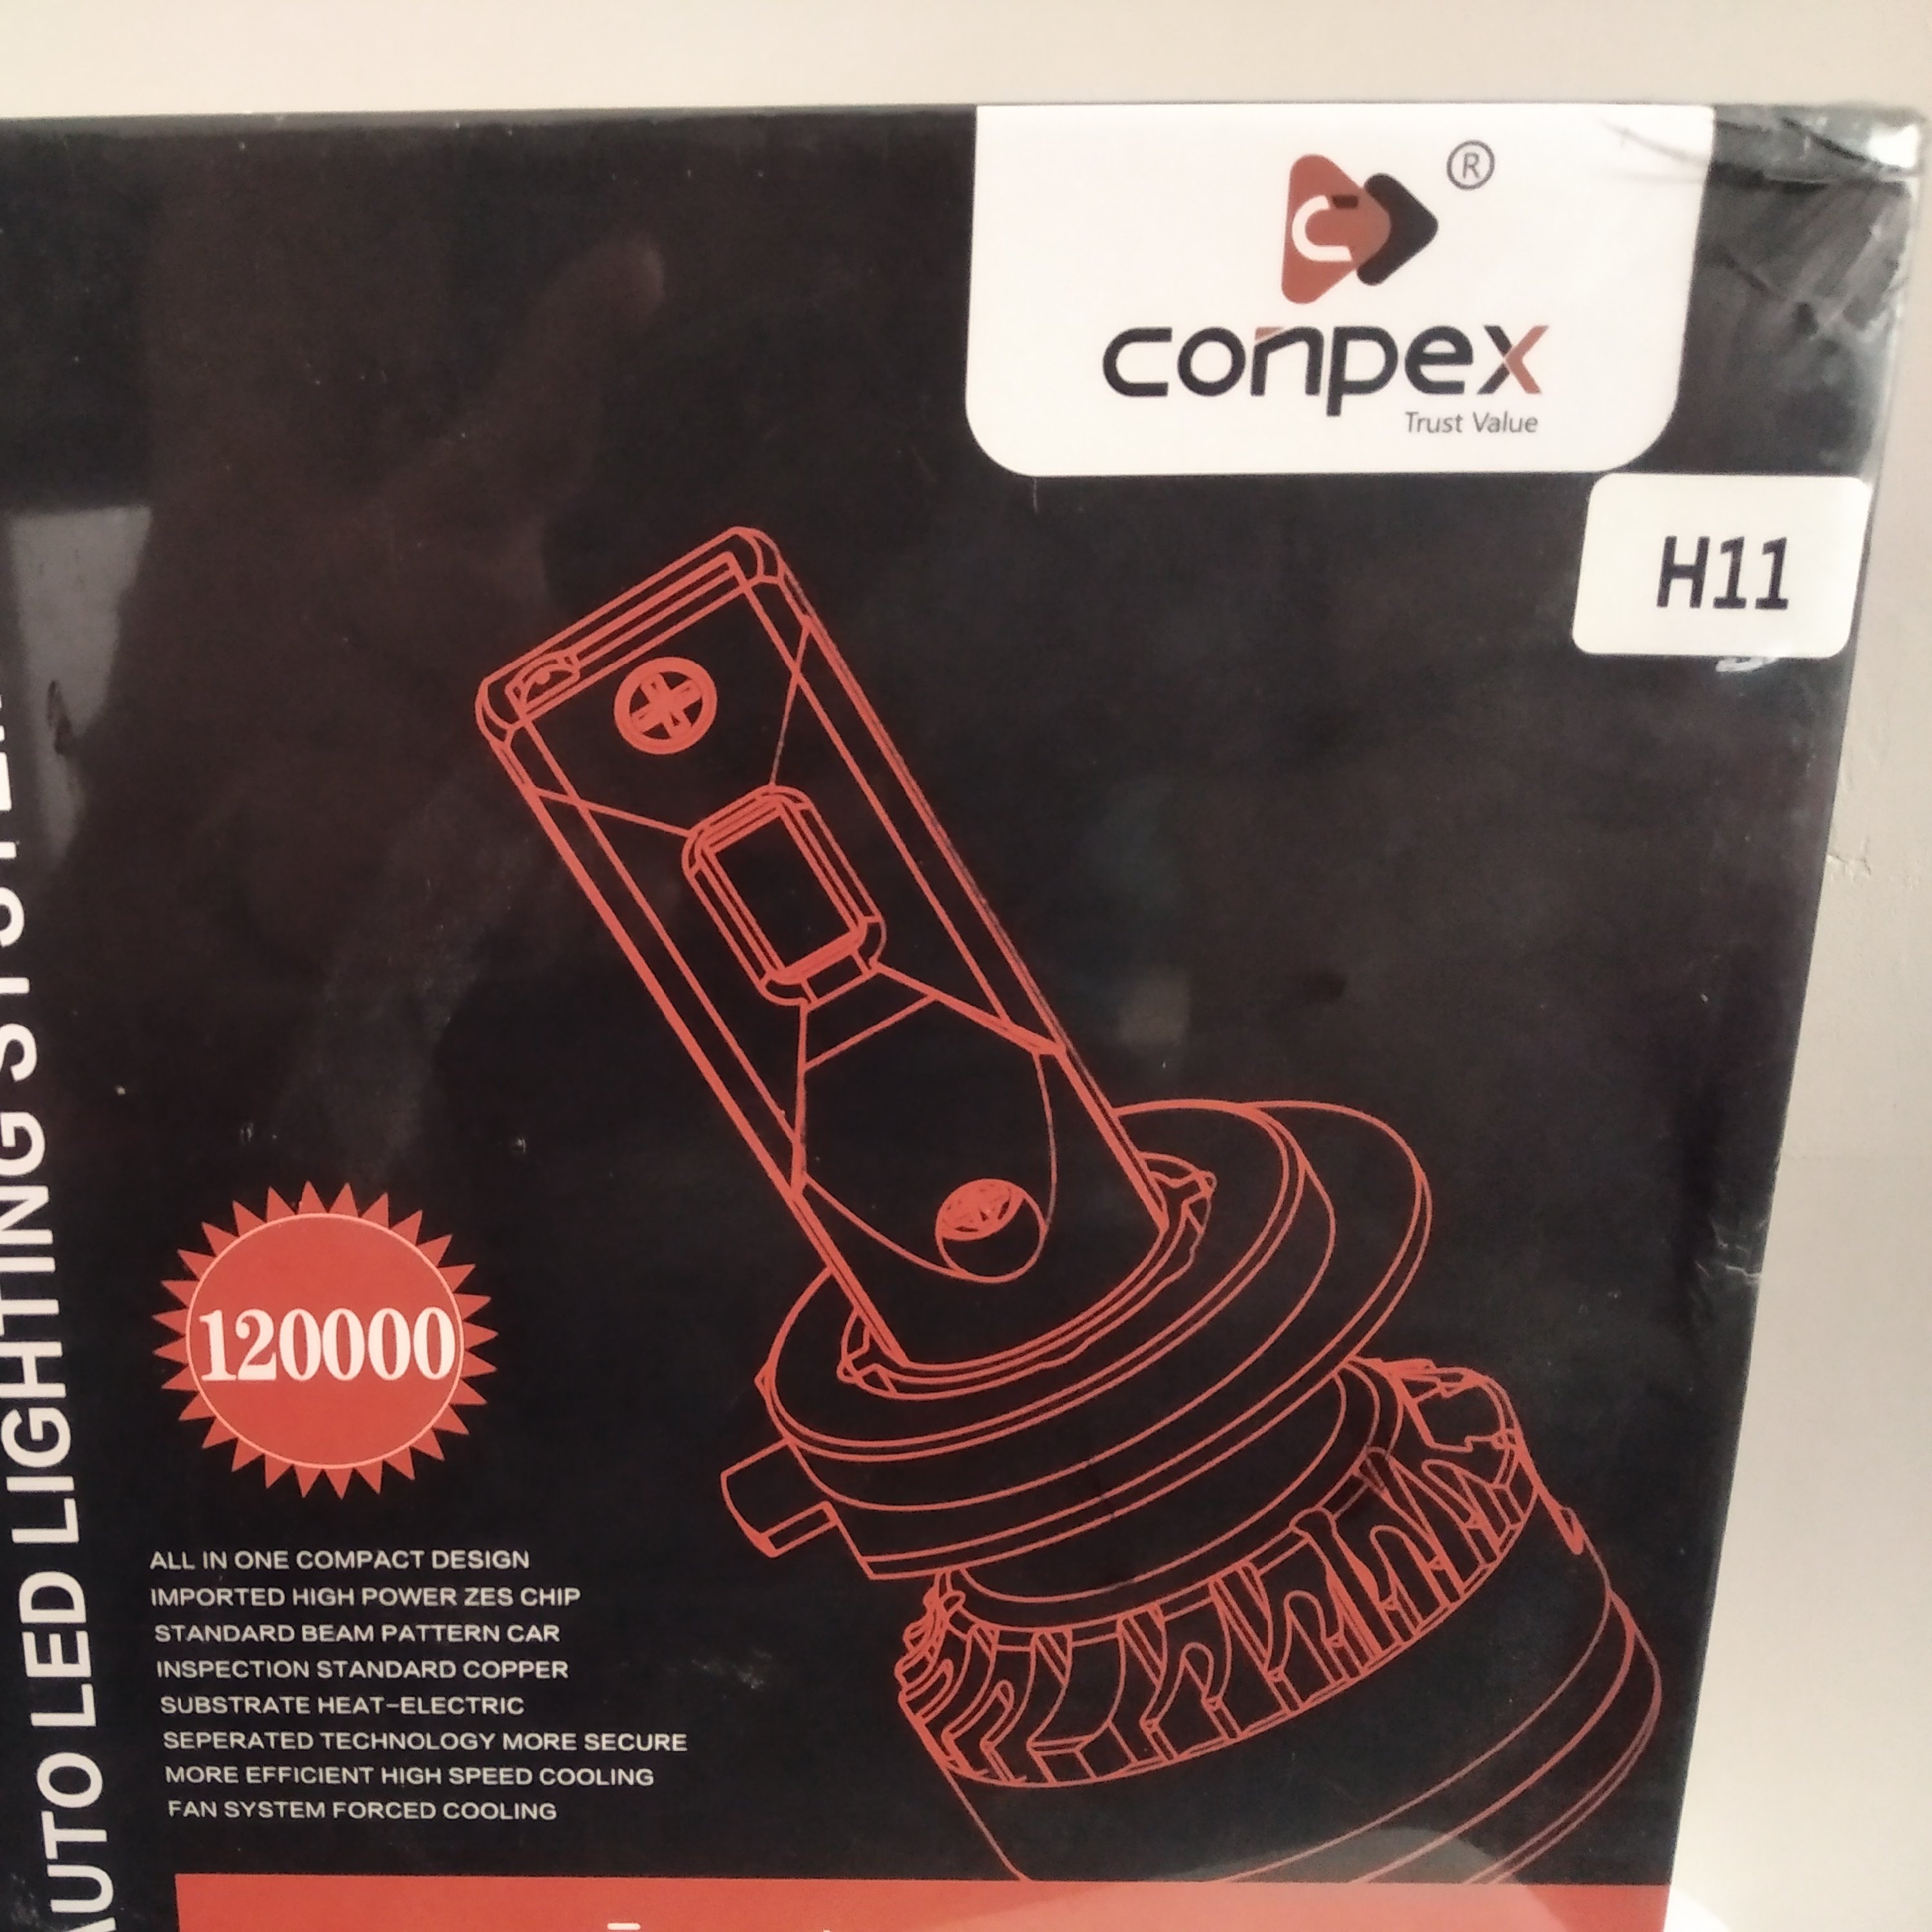 ®
conpex
Trust Value
H11
AUTO LED LIGHTING SYSTEM
120000
ALL IN ONE COMPACT DESIGN
IMPORTED HIGH POWER ZES CHIP
STANDARD BEAM PATTERN CAR
INSPECTION STANDARD COPPER
SUBSTRATE HEAT-ELECTRIC
SEPERATED TECHNOLOGY MORE SECURE
MORE EFFICIENT HIGH SPEED COOLING
FAN SYSTEM FORCED COOLING